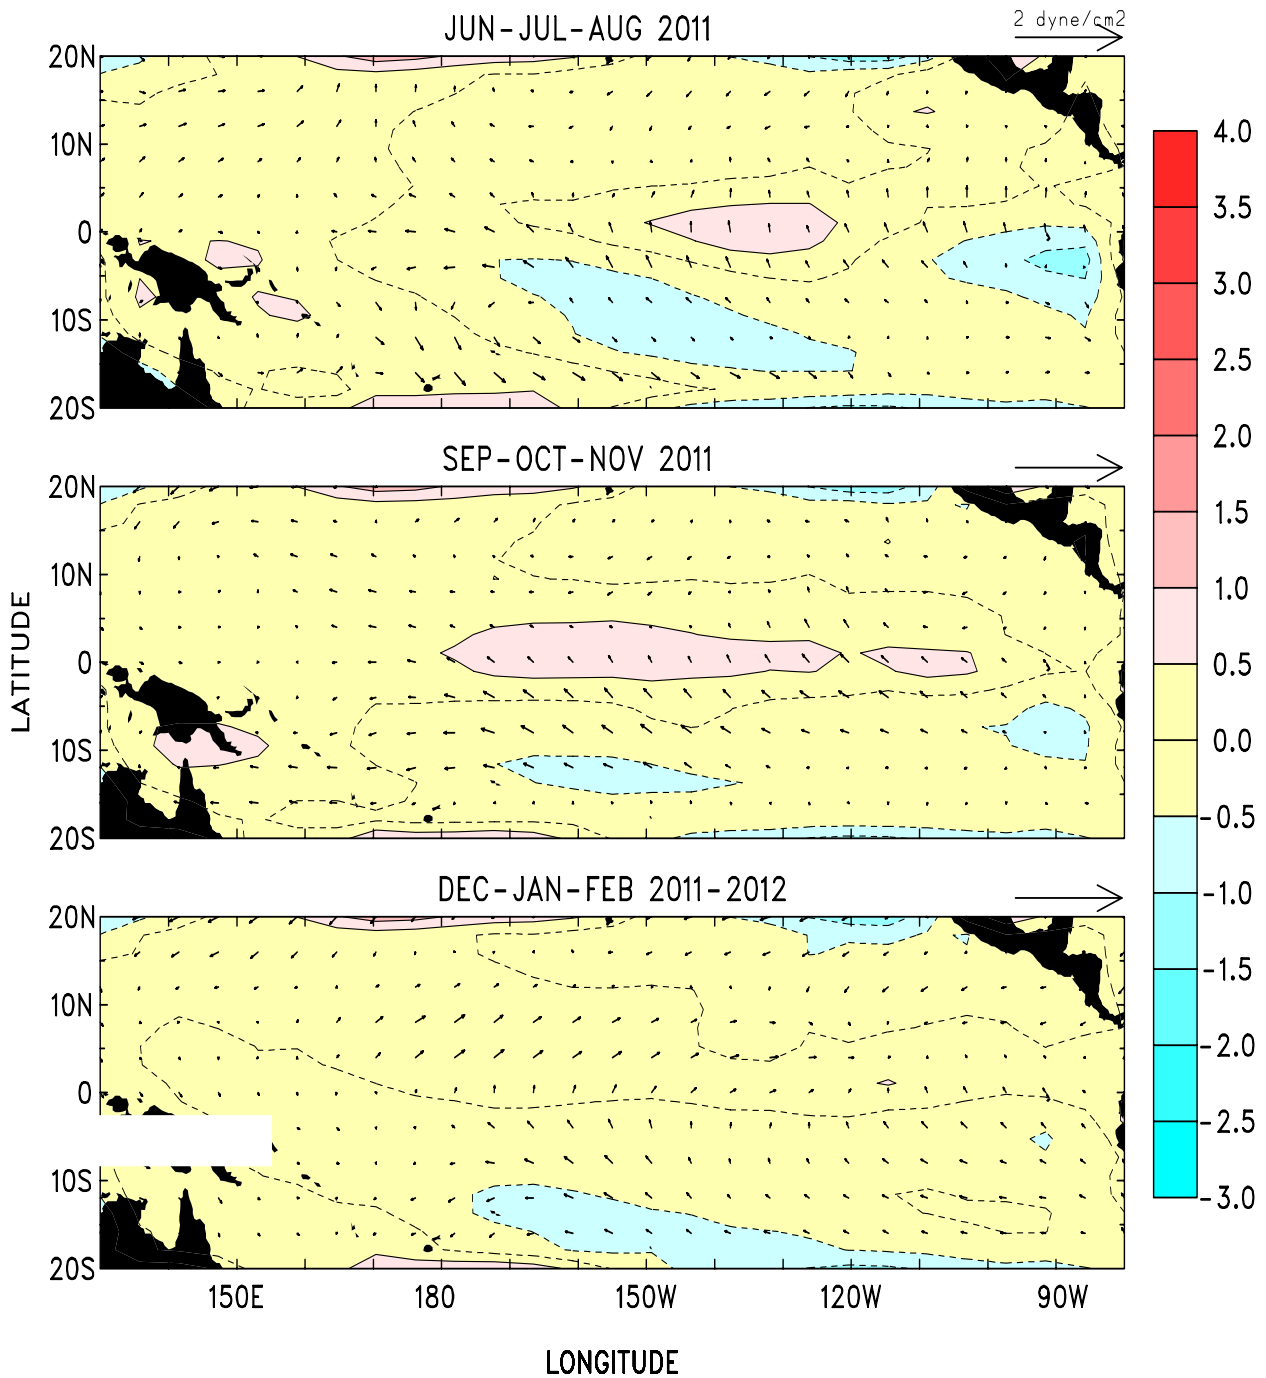 JUN-JUL-AUG 2011
2 dyne/cm2
20N
10N
0
10S
20S
SEP-OCT-NOV 2011
20N
10N
0
10S
20S
LATITUDE
DEC-JAN-FEB 2011-2012
20N
10N
0
10S
20S
150E 180 150W 120W 90W
LONGITUDE
4.0
3.5
3.0
2.5
2.0
1.5
1.0
0.5
0.0
-0.5
-1.0
-1.5
-2.0
-2.5
-3.0